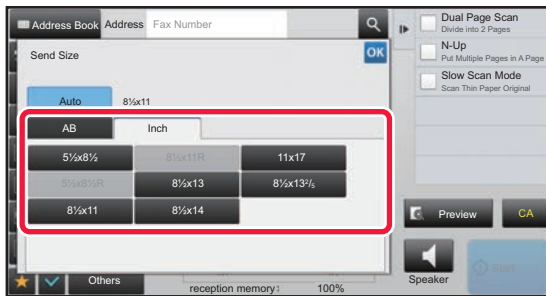 Address Book Address Fax Number
Send Size
OK
Auto 8½x11
AB Inch
5½x8½ 8½x11R 11x17
5½x8½R 8½x13 8½x13²/₅
8½x11 8½x14
Others
reception memory: 100%
Dual Page Scan
Divide into 2 Pages
N-Up
Put Multiple Pages in A Page
Slow Scan Mode
Scan Thin Paper Original
Preview CA
Speaker Start